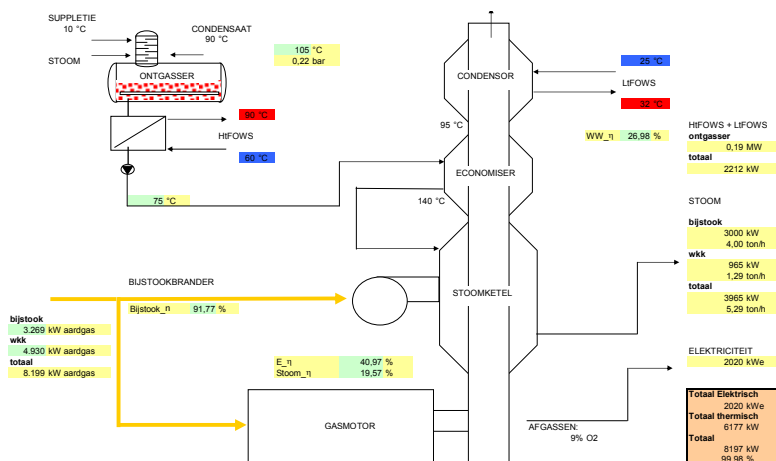 SUPPLETIE
10 °C
CONDENSAAT
90 °C
STOOM
ONTGASSER
105 °C
0,22 bar
CONDENSOR
25 °C
LtFOWS
32 °C
90 °C
HtFOWS
60 °C
95 °C
WW_η 26,98 %
HtFOWS + LtFOWS
ontgasser
0,19 MW
totaal
2212 kW
ECONOMISER
75 °C
140 °C
STOOM
bijstook
3000 kW
4,00 ton/h
wkk
965 kW
1,29 ton/h
totaal
3965 kW
5,29 ton/h
BIJSTOOKBRANDER
STOOMKETEL
Bijstook_η 91,77 %
bijstook
3.269 kW aardgas
wkk
4.930 kW aardgas
totaal
8.199 kW aardgas
E_η 40,97 %
Stoom_η 19,57 %
ELEKTRICITEIT
2020 kWe
GASMOTOR
AFGASSEN:
9% O2
Totaal Elektrisch
2020 kWe
Totaal thermisch
6177 kW
Totaal
8197 kW
99,98 %